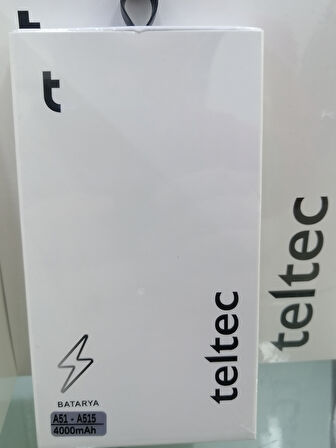 t
teltec
BATARYA
A51 - A515
4000mAh
teltec